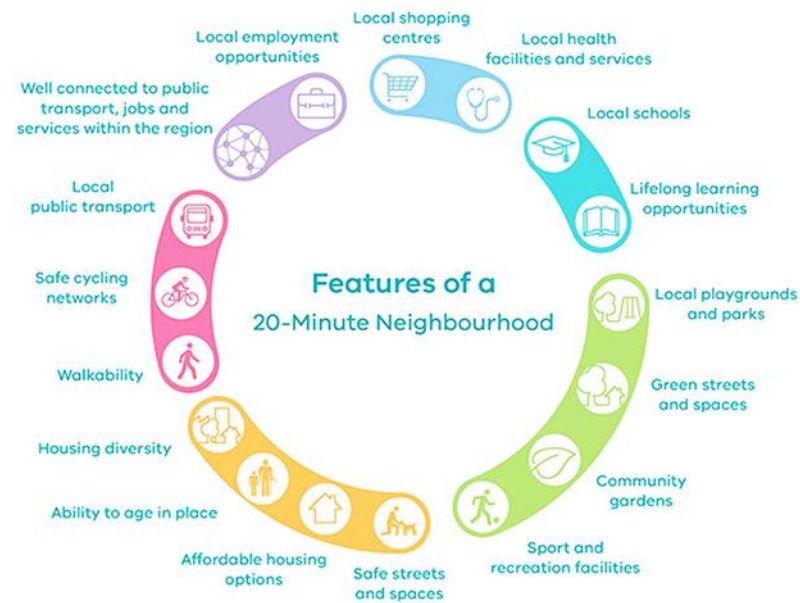 Features of a
20-Minute Neighbourhood
Local shopping
centres
Local health
facilities and services
Local schools
Lifelong learning
opportunities
Local playgrounds
and parks
Green streets
and spaces
Community
gardens
Sport and
recreation facilities
Safe streets
and spaces
Affordable housing
options
Ability to age in place
Housing diversity
Walkability
Safe cycling
networks
Local
public transport
Well connected to public
transport, jobs and
services within the region
Local employment
opportunities